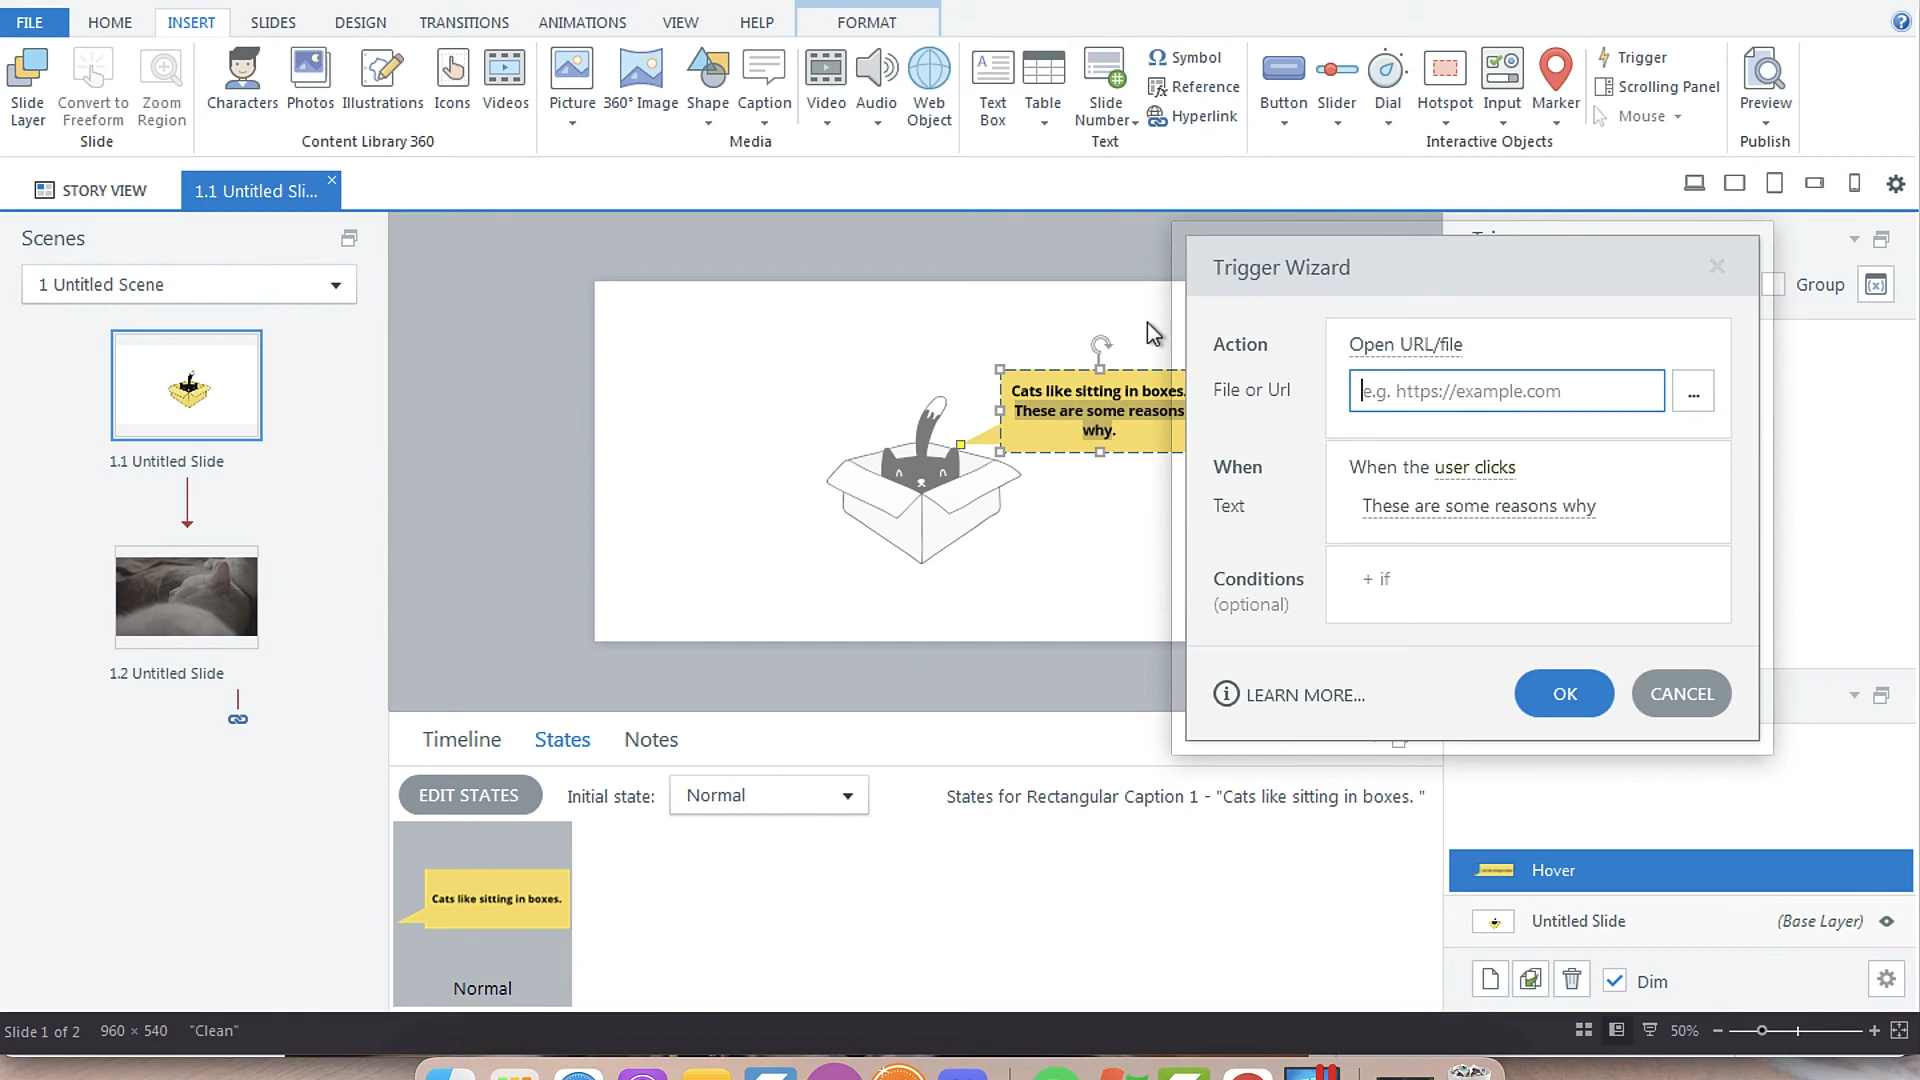 FILE
HOME
INSERT
SLIDES
DESIGN
TRANSITIONS
ANIMATIONS
VIEW
HELP
FORMAT
Slide
Layer
Convert to
Freeform
Zoom
Region
Slide
Characters
Photos
Illustrations
Icons
Videos
Content Library 360
Picture
360° Image
Shape
Caption
Video
Audio
Web
Object
Media
Text
Box
Table
Slide
Number
Symbol
Reference
Hyperlink
Text
Button
Slider
Dial
Hotspot
Input
Marker
Trigger
Scrolling Panel
Mouse
Interactive Objects
Preview
Publish
STORY VIEW
1.1 Untitled Sli...
Scenes
1 Untitled Scene
1.1 Untitled Slide
1.2 Untitled Slide
Cats like sitting in boxes.
These are some reasons
why.
Trigger Wizard
Action
Open URL/file
File or Url
e.g. https://example.com
...
When
When the user clicks
Text
These are some reasons why
Conditions
(optional)
+ if
LEARN MORE...
OK
CANCEL
Group
(x)
Timeline
States
Notes
EDIT STATES
Initial state:
Normal
States for Rectangular Caption 1 - "Cats like sitting in boxes. "
Cats like sitting in boxes.
Normal
Hover
Untitled Slide
(Base Layer)
Dim
Slide 1 of 2
960 × 540
"Clean"
50%